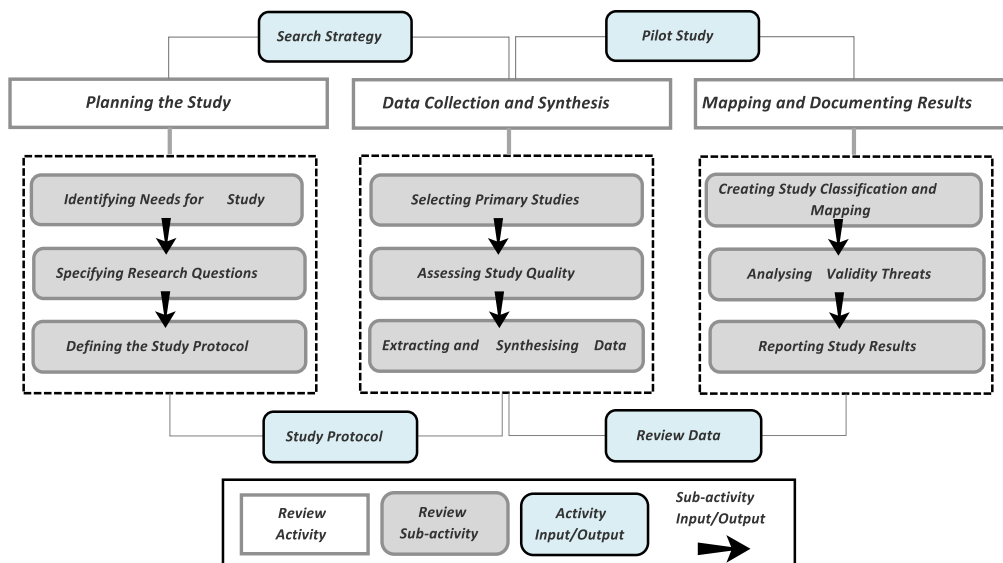 Search Strategy
Pilot Study
Planning the Study
Data Collection and Synthesis
Mapping and Documenting Results
Identifying Needs for Study
Specifying Research Questions
Defining the Study Protocol
Selecting Primary Studies
Assessing Study Quality
Extracting and Synthesising Data
Creating Study Classification and
Mapping
Analysing Validity Threats
Reporting Study Results
Study Protocol
Review Data
Review
Activity
Review
Sub-activity
Activity
Input/Output
Sub-activity
Input/Output